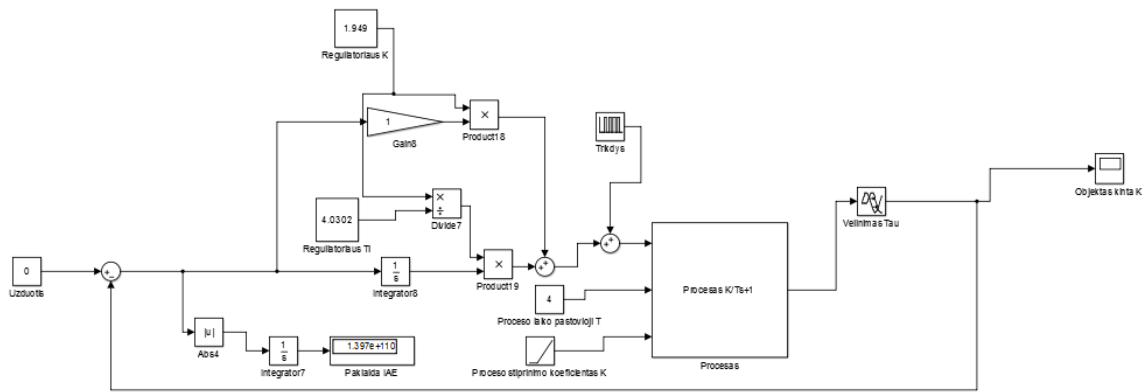 1.949
Reguliatoriaus K
1
Gain8
×
Product18
Trikdys
Objektas kinta K
×
÷
Divide7
4.0302
Reguliatoriaus Ti
Velinimas Tau
0
Uzduotis
+
−
1
s
Integrator8
×
Product19
+
+
+
+
4
Proceso laiko pastovioji T
Procesas K/Ts+1
Procesas
|u|
Abs4
1
s
Integrator7
1.397e+110
Paklaida IAE
Proceso stiprinimo koeficientas K